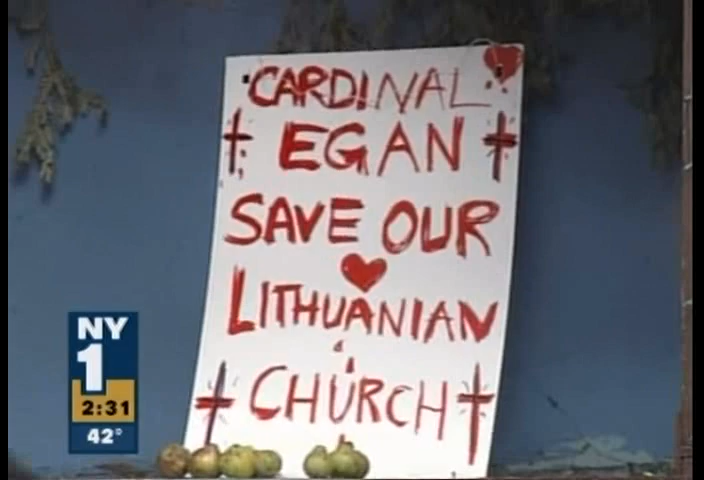 CARDINAL
EGAN
SAVE OUR
LITHUANIAN
CHURCH
NY
1
2:31
42°